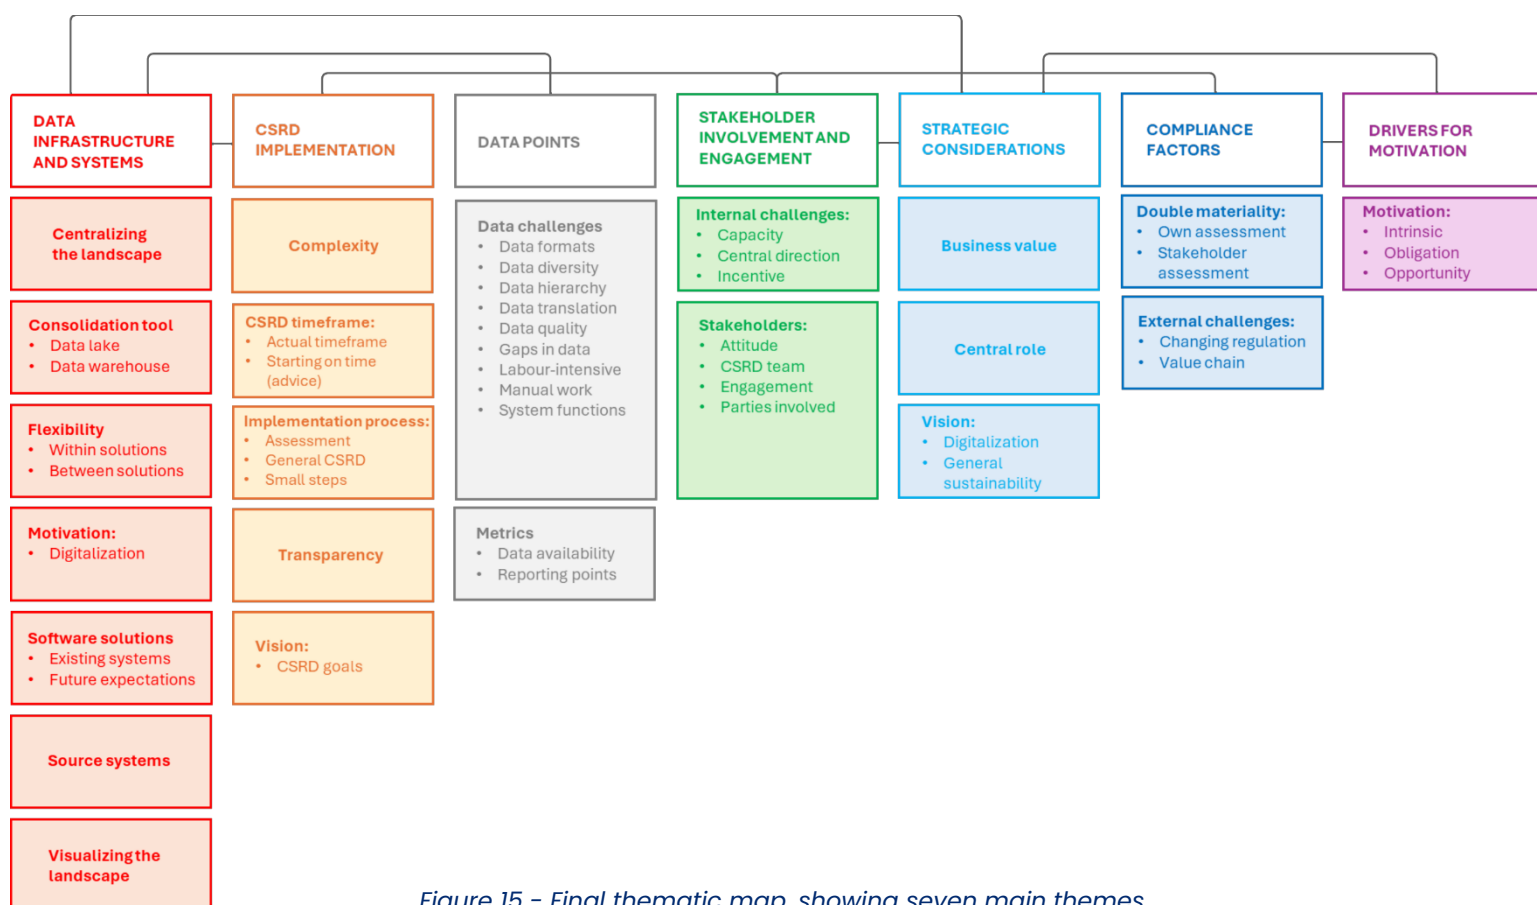 DATA
INFRASTRUCTURE
AND SYSTEMS
Centralizing
the landscape
Consolidation tool
• Data lake
• Data warehouse
Flexibility
• Within solutions
• Between solutions
Motivation:
• Digitalization
Software solutions
• Existing systems
• Future expectations
Source systems
Visualizing the
landscape
CSRD
IMPLEMENTATION
Complexity
CSRD timeframe:
• Actual timeframe
• Starting on time
(advice)
Implementation process:
• Assessment
• General CSRD
• Small steps
Transparency
Vision:
• CSRD goals
DATA POINTS
Data challenges
• Data formats
• Data diversity
• Data hierarchy
• Data translation
• Data quality
• Gaps in data
• Labour-intensive
• Manual work
• System functions
Metrics
• Data availability
• Reporting points
STAKEHOLDER
INVOLVEMENT AND
ENGAGEMENT
Internal challenges:
• Capacity
• Central direction
• Incentive
Stakeholders:
• Attitude
• CSRD team
• Engagement
• Parties involved
STRATEGIC
CONSIDERATIONS
Business value
Central role
Vision:
• Digitalization
• General
sustainability
COMPLIANCE
FACTORS
Double materiality:
• Own assessment
• Stakeholder
assessment
External challenges:
• Changing regulation
• Value chain
DRIVERS FOR
MOTIVATION
Motivation:
• Intrinsic
• Obligation
• Opportunity
Figure 15 - Final thematic map, showing seven main themes